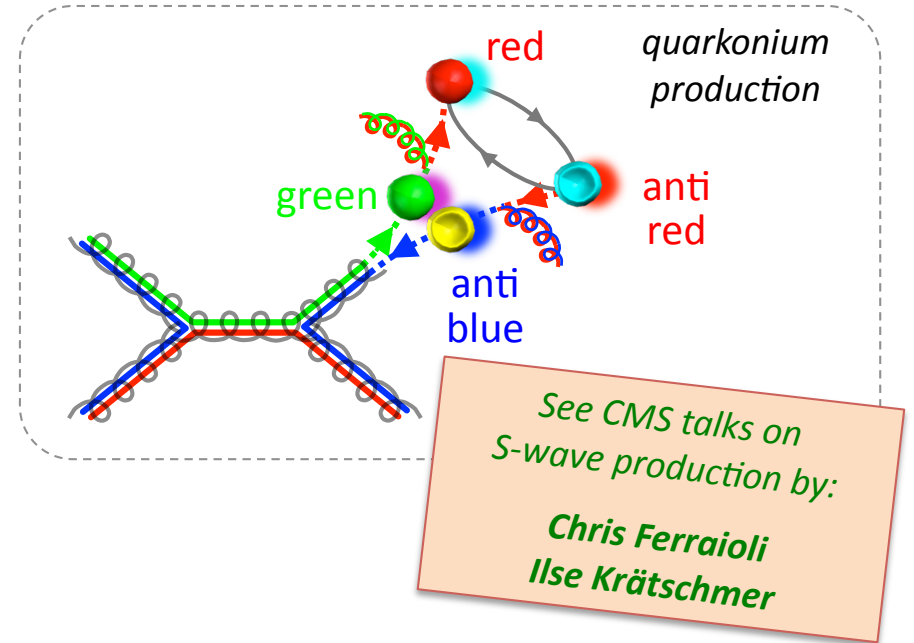 red
quarkonium
production
green
anti
red
anti
blue
See CMS talks on
S-wave production by:
Chris Ferraioli
Ilse Krätschmer